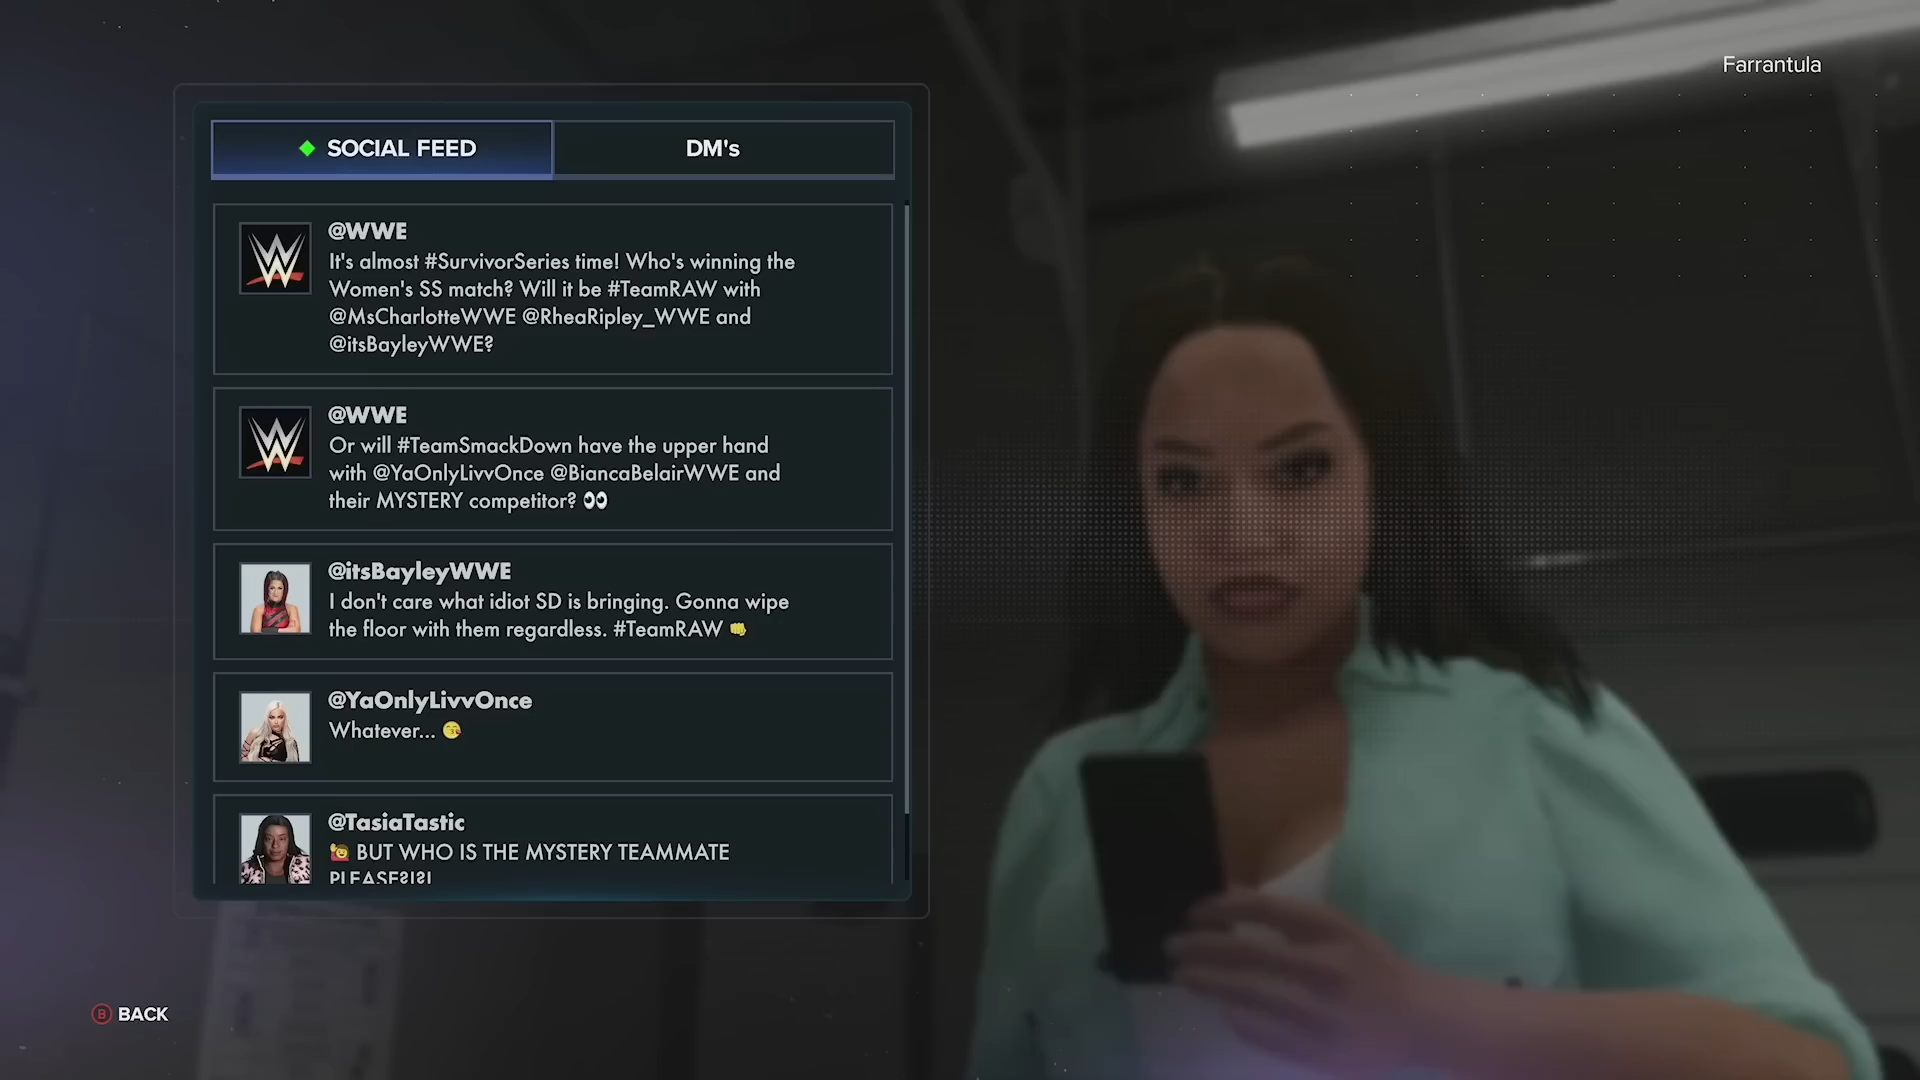 Farrantula
SOCIAL FEED
DM's
@WWE
It's almost #SurvivorSeries time! Who's winning the
Women's SS match? Will it be #TeamRAW with
@MsCharlotteWWE @RheaRipley_WWE and
@itsBayleyWWE?
@WWE
Or will #TeamSmackDown have the upper hand
with @YaOnlyLivvOnce @BiancaBelairWWE and
their MYSTERY competitor? 👀
@itsBayleyWWE
I don't care what idiot SD is bringing. Gonna wipe
the floor with them regardless. #TeamRAW 👊
@YaOnlyLivvOnce
Whatever... 😘
@TasiaTastic
🙋 BUT WHO IS THE MYSTERY TEAMMATE
PLEASE?!?!
B BACK